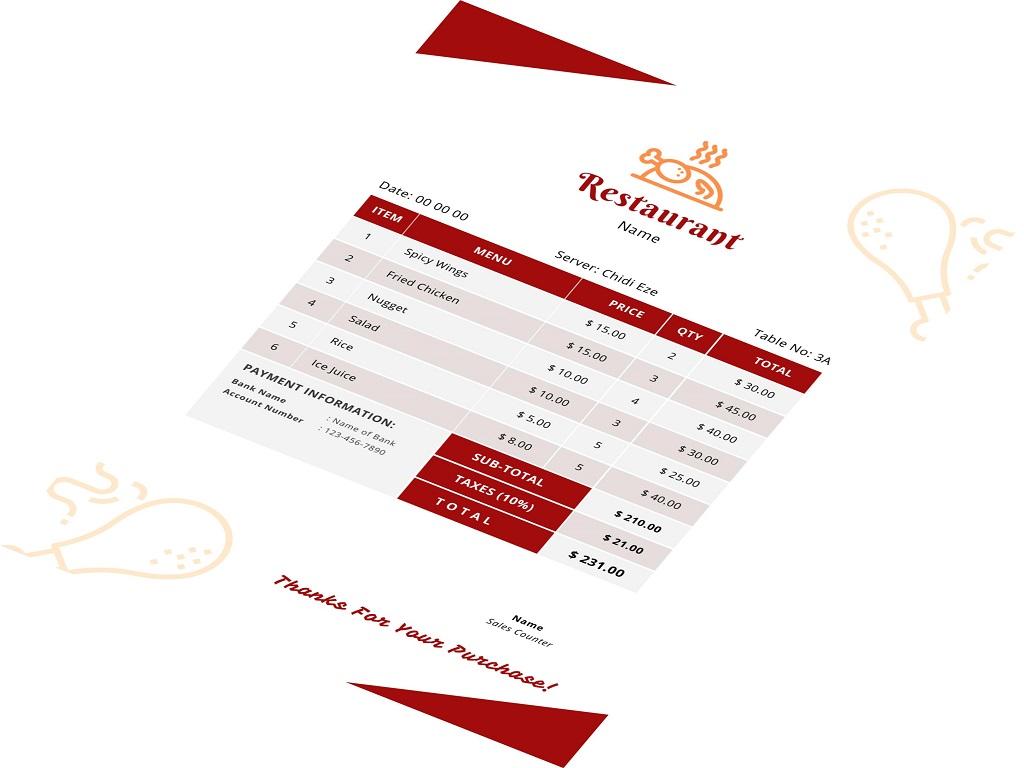 Restaurant
Name
Date: 00 00 00
Server: Chidi Eze
Table No: 3A
ITEM MENU PRICE QTY TOTAL
1 Spicy Wings $ 15.00 2 $ 30.00
2 Fried Chicken $ 15.00 3 $ 45.00
3 Nugget $ 10.00 4 $ 40.00
4 Salad $ 10.00 3 $ 30.00
5 Rice $ 5.00 5 $ 25.00
6 Ice Juice $ 8.00 5 $ 40.00
PAYMENT INFORMATION:
Bank Name : Name of Bank
Account Number : 123-456-7890
SUB-TOTAL $ 210.00
TAXES (10%) $ 21.00
TOTAL $ 231.00
Name
Sales Counter
Thanks For Your Purchase!